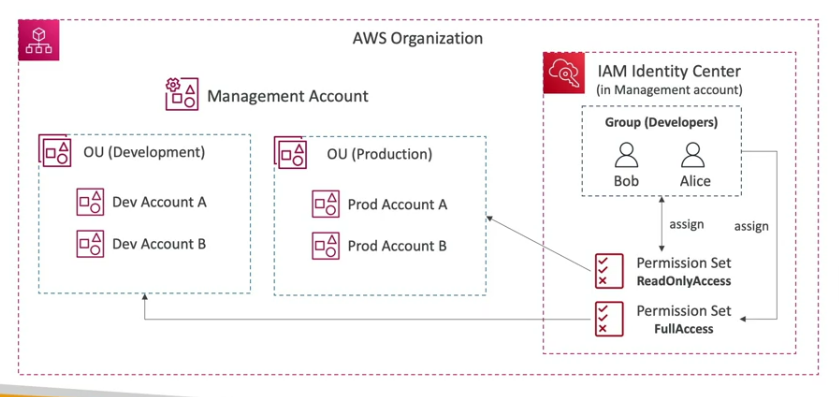 AWS Organization
Management Account
OU (Development)
Dev Account A
Dev Account B
OU (Production)
Prod Account A
Prod Account B
IAM Identity Center
(in Management account)
Group (Developers)
Bob
Alice
assign
assign
Permission Set
ReadOnlyAccess
Permission Set
FullAccess